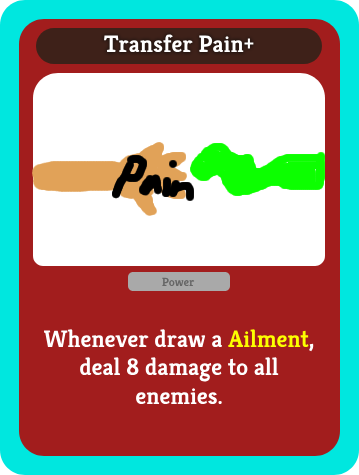 Transfer Pain+
Pain
Power
Whenever draw a Ailment,
deal 8 damage to all
enemies.